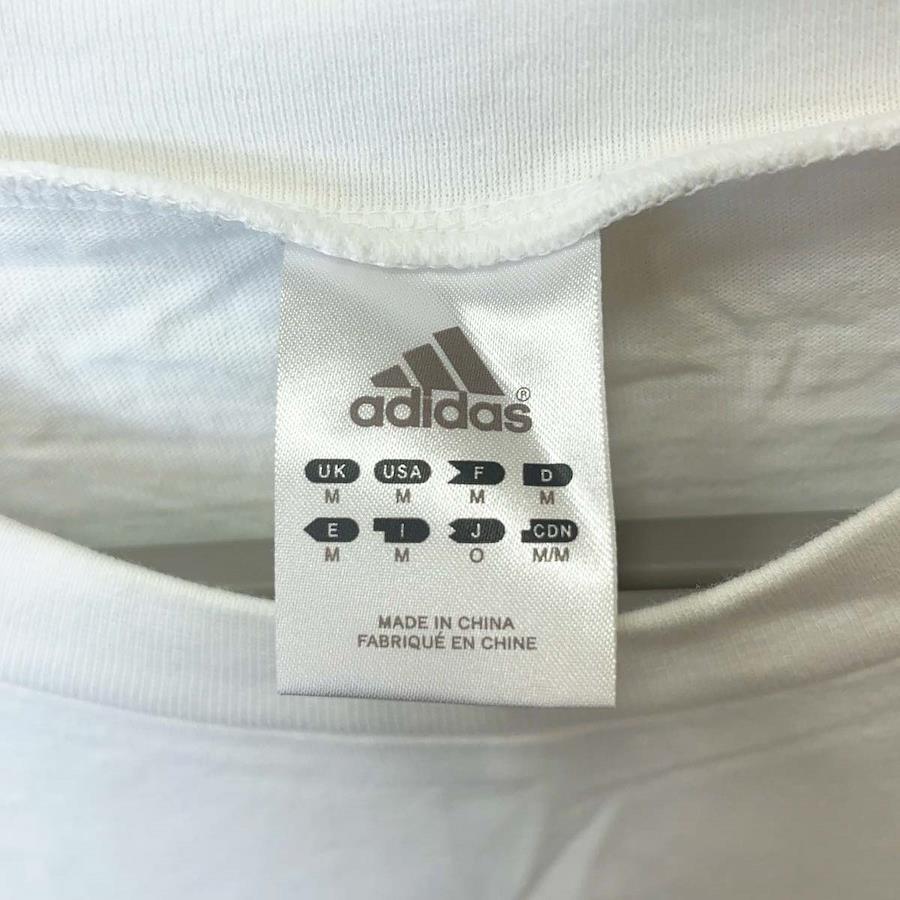 adidas®
UK USA F D
M M M M
E I J CDN
M M O M/M
MADE IN CHINA
FABRIQUÉ EN CHINE